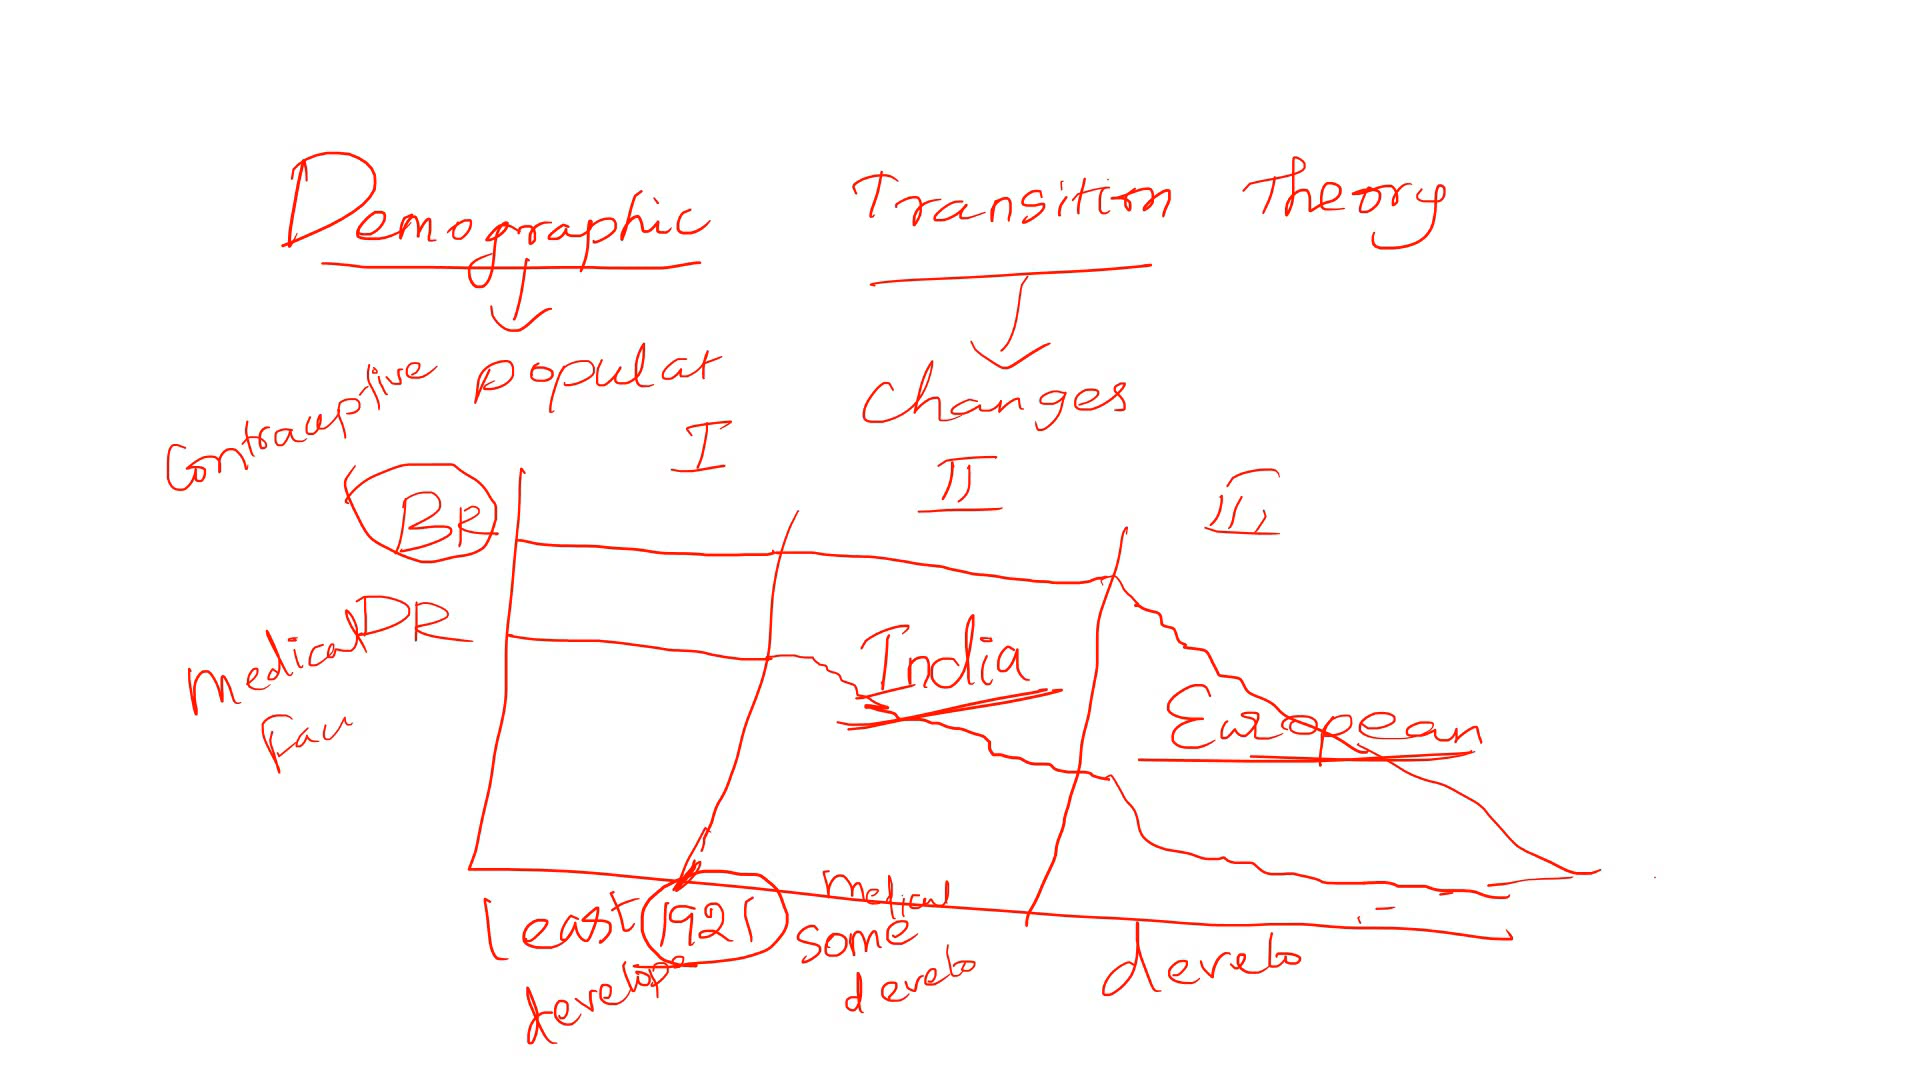 Demographic Transition Theory
populat Changes
Contraceptive
I II III
BR
DR
Medical
India
European
least 1921 Medical
develope some
develo
develo